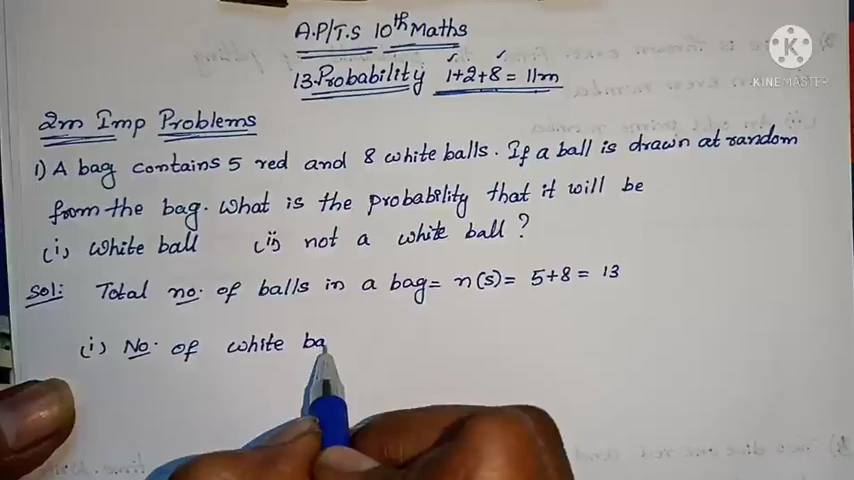 A.P/T.S 10th Maths
13.Probability 1+2+8 = 11m
KINEMASTER
2m Imp Problems
1) A bag contains 5 red and 8 white balls. If a ball is drawn at random
from the bag. What is the probability that it will be
(i) White ball (ii) not a white ball?
Sol: Total no. of balls in a bag = n(s) = 5+8 = 13
(i) No. of white ba